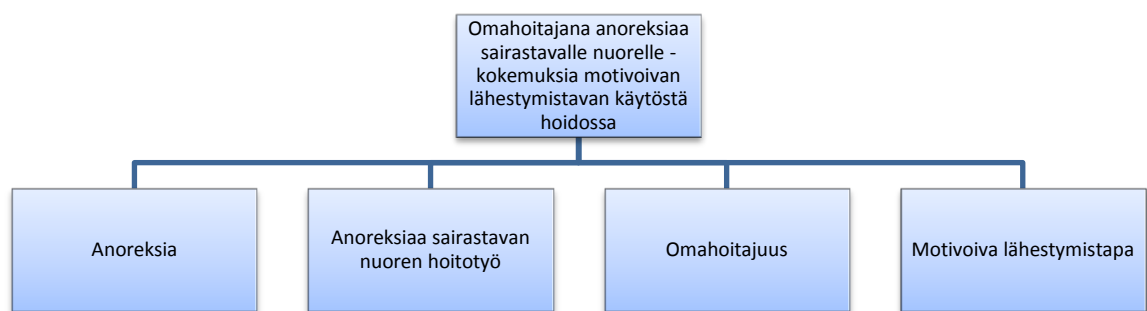 Omahoitajana anoreksiaa
sairastavalle nuorelle -
kokemuksia motivoivan
lähestymistavan käytöstä
hoidossa
Anoreksia
Anoreksiaa sairastavan
nuoren hoitotyö
Omahoitajuus
Motivoiva lähestymistapa